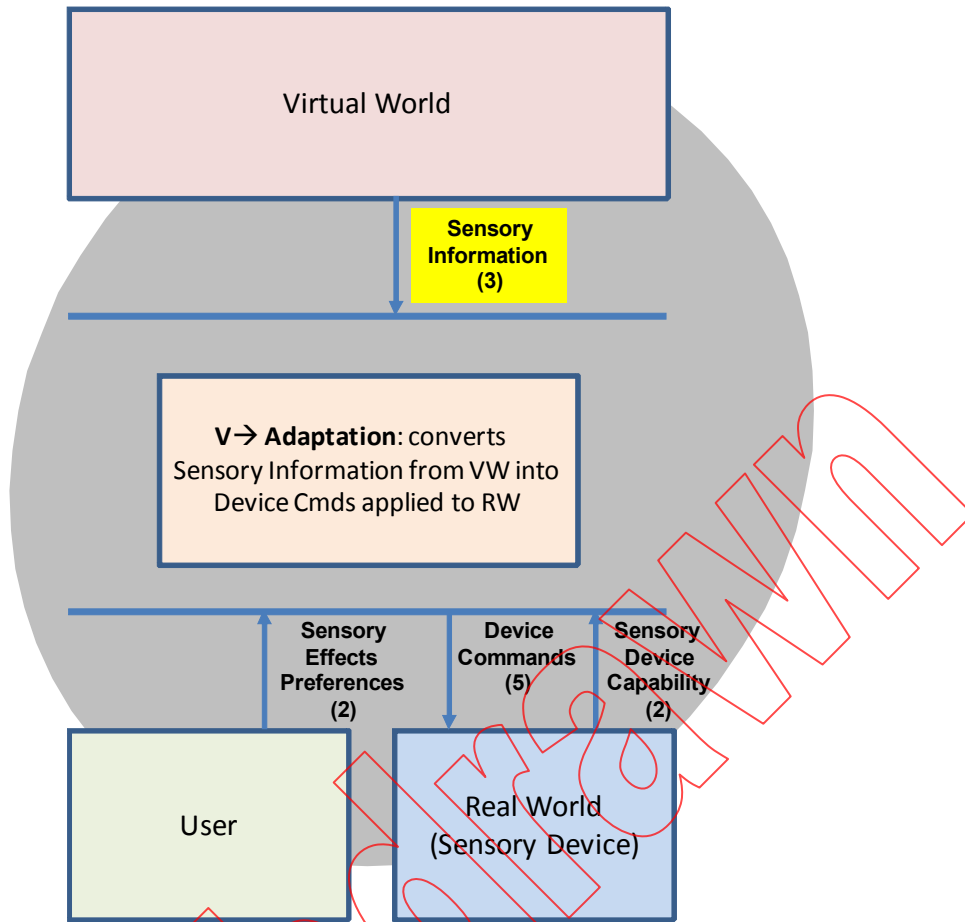 Virtual World
Sensory
Information
(3)
V→ Adaptation: converts
Sensory Information from VW into
Device Cmds applied to RW
Sensory
Effects
Preferences
(2)
Device
Commands
(5)
Sensory
Device
Capability
(2)
User
Real World
(Sensory Device)